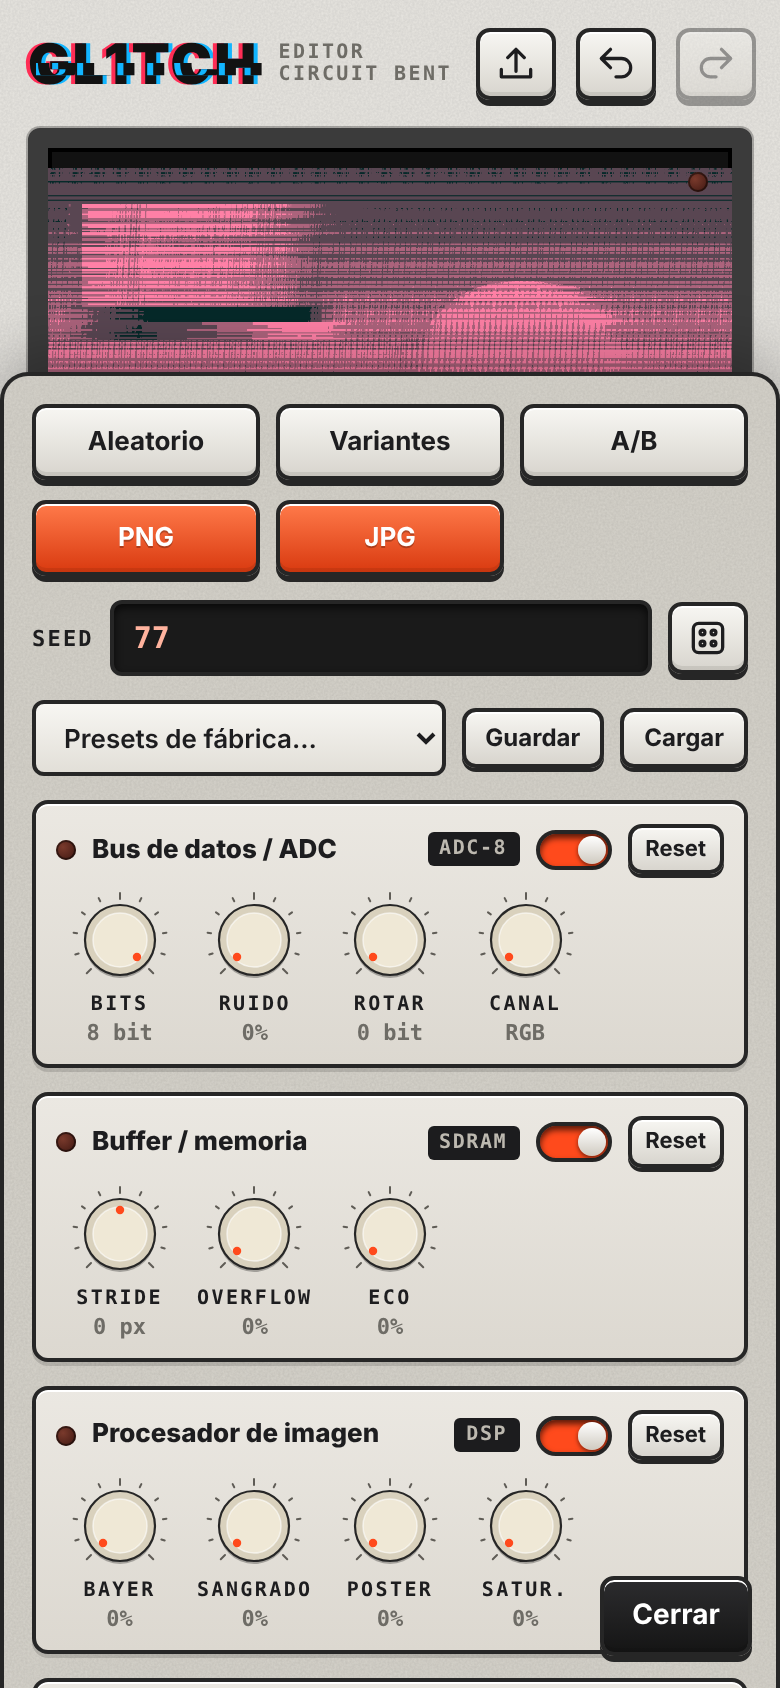 GL1TCH
EDITOR
CIRCUIT BENT
Aleatorio
Variantes
A/B
PNG
JPG
SEED
77
Presets de fábrica...
Guardar
Cargar
Bus de datos / ADC
ADC-8
Reset
BITS
RUIDO
ROTAR
CANAL
8 bit
0%
0 bit
RGB
Buffer / memoria
SDRAM
Reset
STRIDE
OVERFLOW
ECO
0 px
0%
0%
Procesador de imagen
DSP
Reset
BAYER
SANGRADO
POSTER
SATUR.
0%
0%
0%
0%
Cerrar